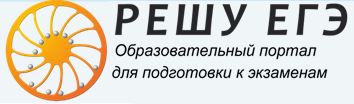 РЕШУ ЕГЭ
Образовательный портал
для подготовки к экзаменам